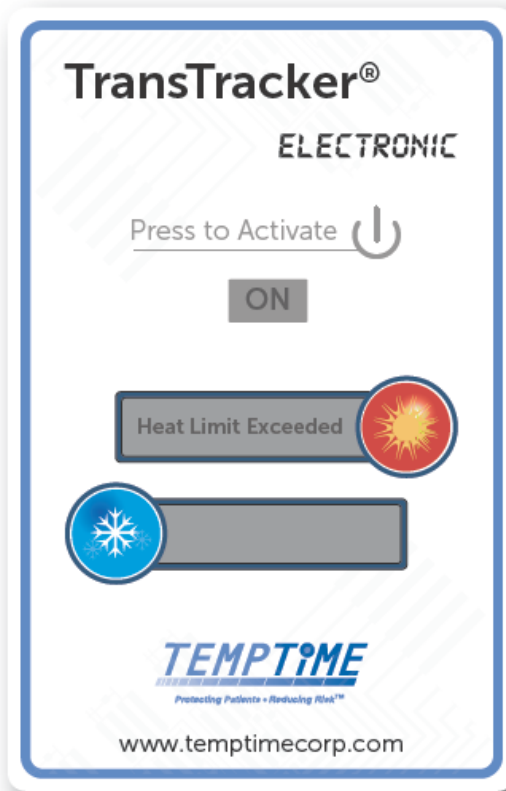 TransTracker®
ELECTRONIC
Press to Activate
ON
Heat Limit Exceeded
TEMPTIME
Protecting Patients • Reducing Risk™
www.temptimecorp.com